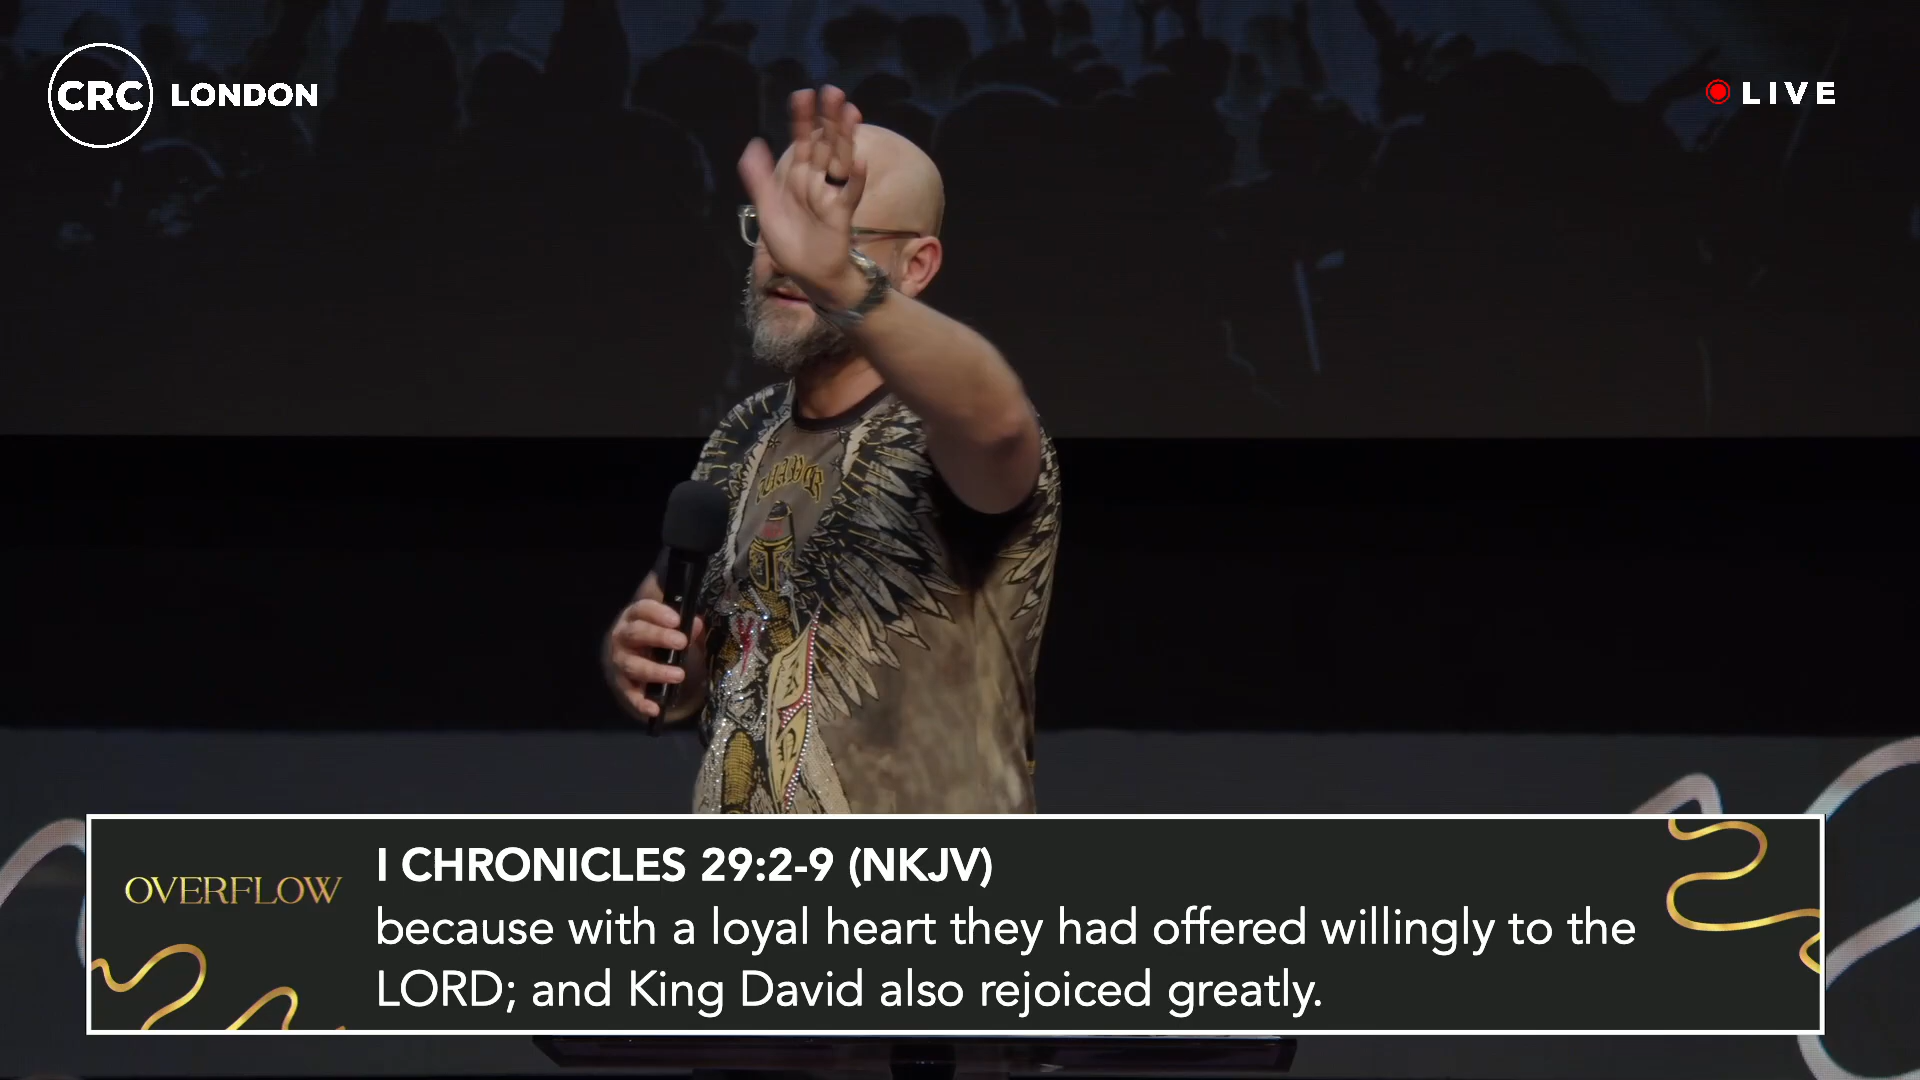 CRC LONDON
LIVE
OVERFLOW
I CHRONICLES 29:2-9 (NKJV)
because with a loyal heart they had offered willingly to the
LORD; and King David also rejoiced greatly.